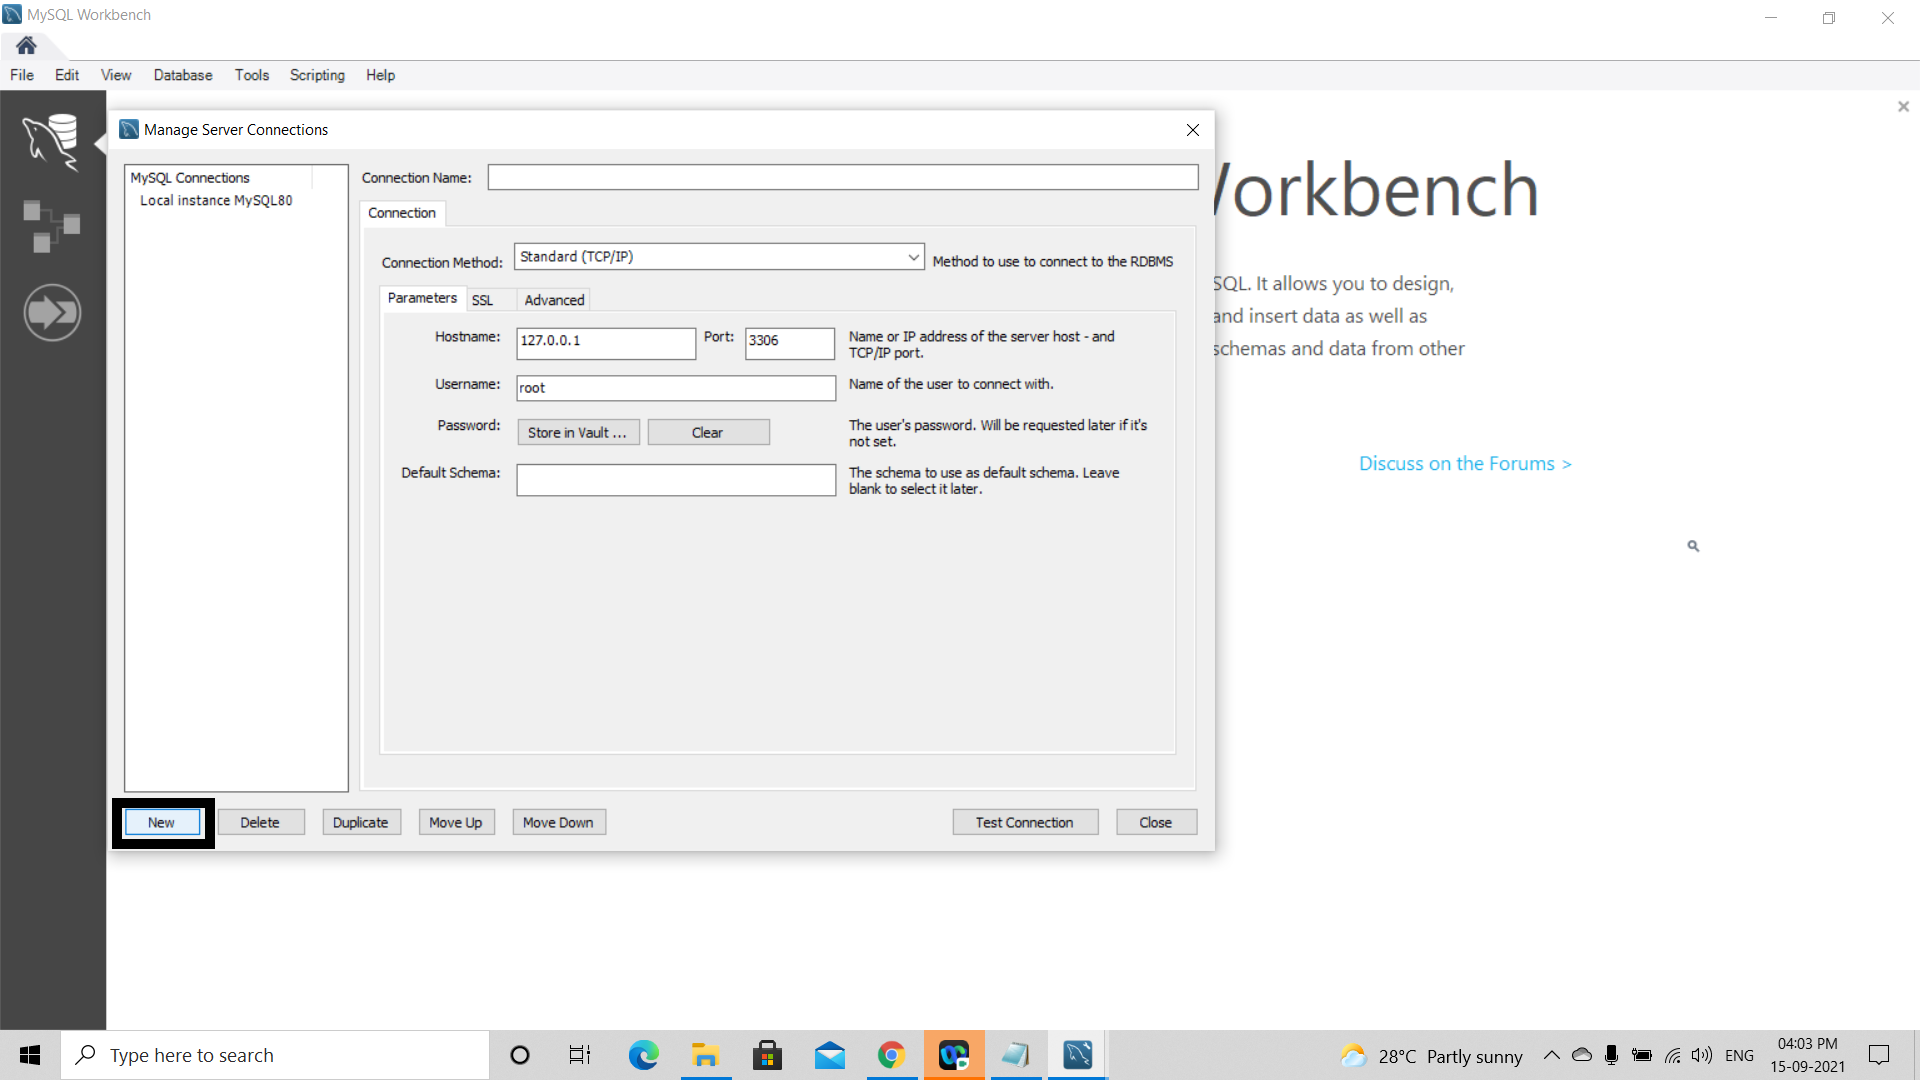 MySQL Workbench
File Edit View Database Tools Scripting Help
Manage Server Connections
MySQL Connections
Local instance MySQL80
Connection Name:
Connection
Connection Method: Standard (TCP/IP) Method to use to connect to the RDBMS
Parameters SSL Advanced
Hostname: 127.0.0.1 Port: 3306 Name or IP address of the server host - and
TCP/IP port.
Username: root Name of the user to connect with.
Password: Store in Vault ... Clear The user's password. Will be requested later if it's
not set.
Default Schema: The schema to use as default schema. Leave
blank to select it later.
New Delete Duplicate Move Up Move Down Test Connection Close
Workbench
SQL. It allows you to design,
and insert data as well as
schemas and data from other
Discuss on the Forums >
Type here to search
28°C Partly sunny ENG
04:03 PM
15-09-2021